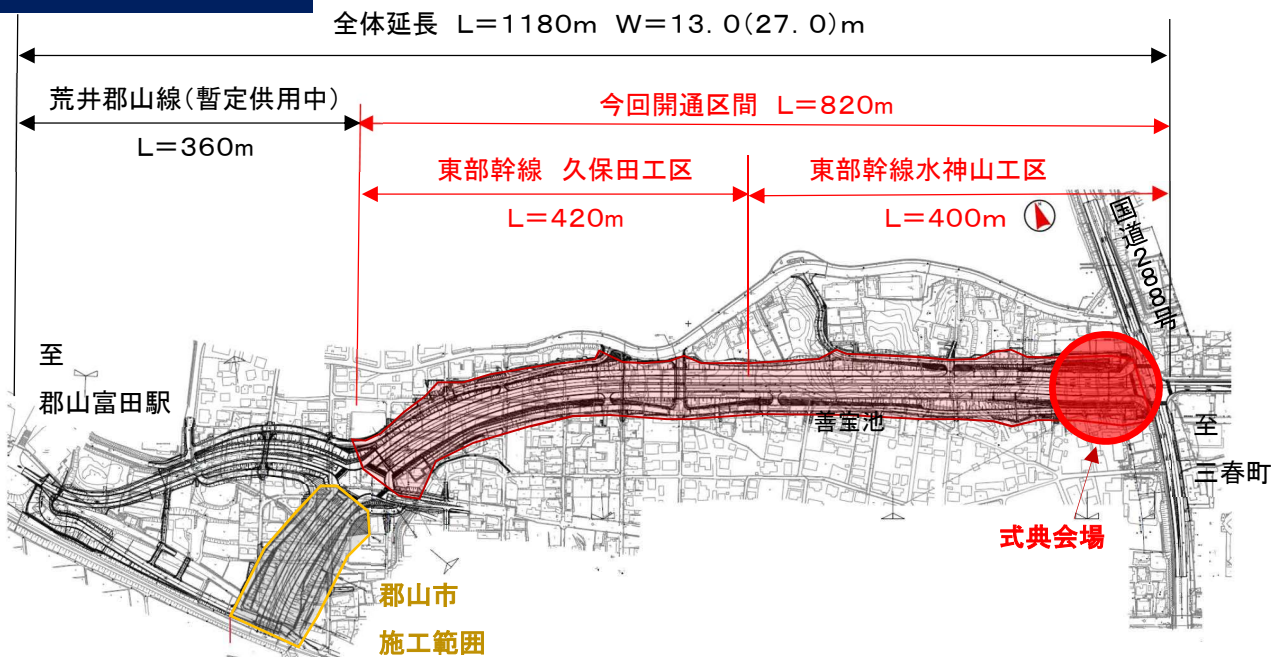 全体延長 L=1180m W=13.0(27.0)m
荒井郡山線(暫定供用中)
L=360m
今回開通区間 L=820m
東部幹線 久保田工区
L=420m
東部幹線水神山工区
L=400m
国道288号
至
郡山富田駅
善宝池
至
三春町
式典会場
郡山市
施工範囲